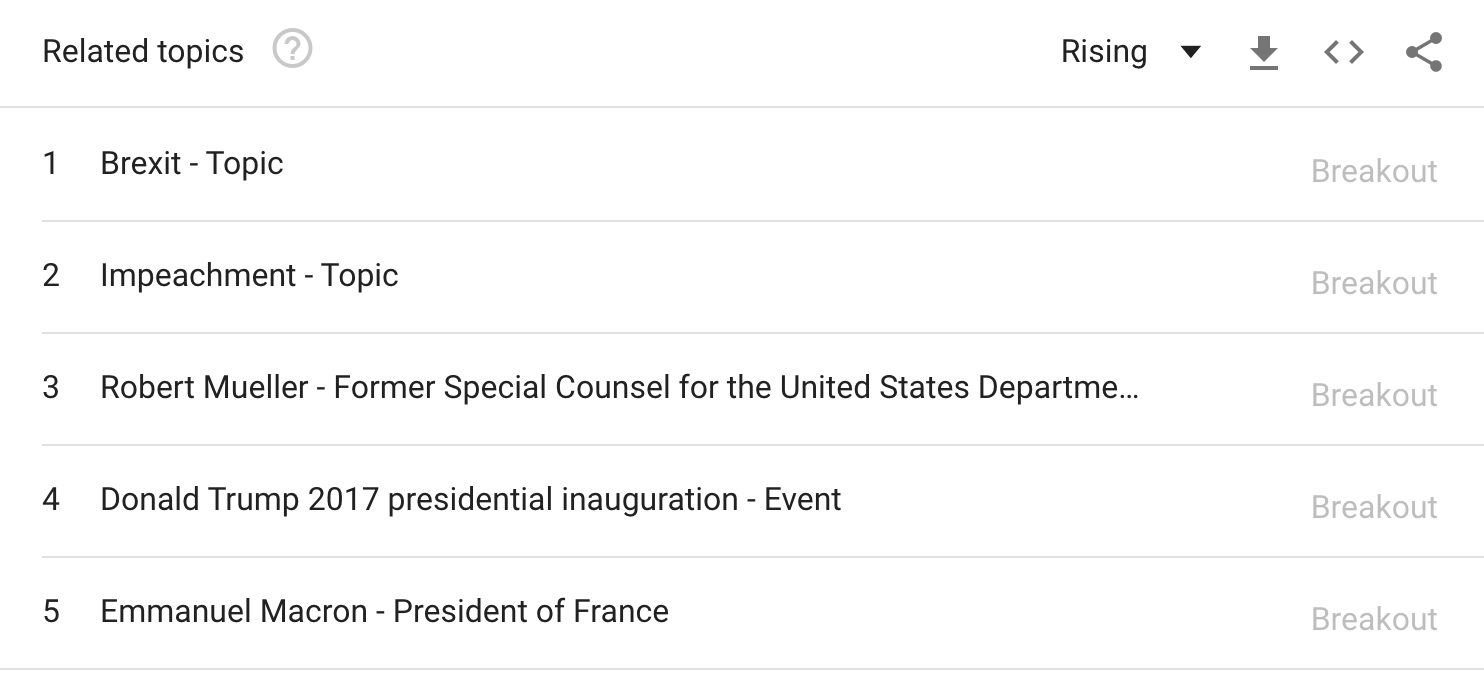 Related topics ?
Rising
1 Brexit - Topic Breakout
2 Impeachment - Topic Breakout
3 Robert Mueller - Former Special Counsel for the United States Departme... Breakout
4 Donald Trump 2017 presidential inauguration - Event Breakout
5 Emmanuel Macron - President of France Breakout